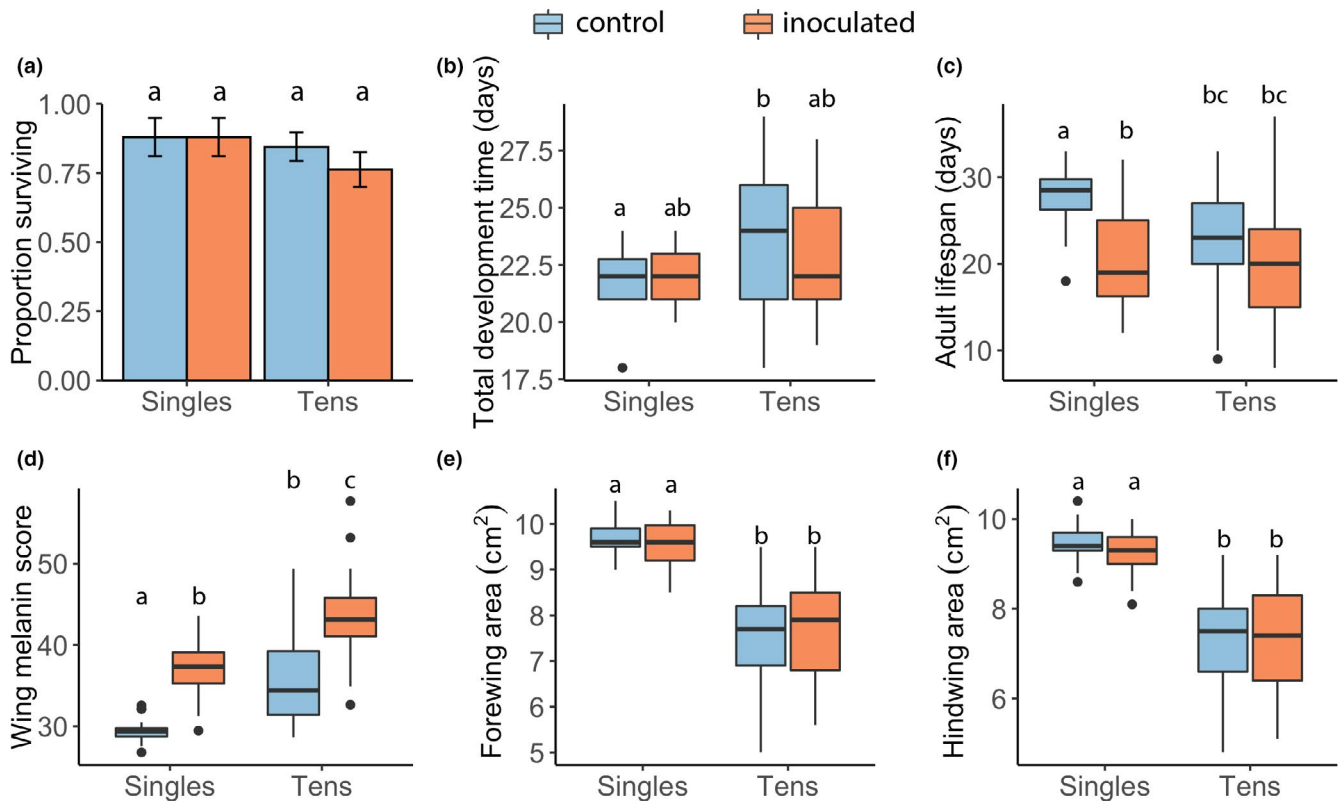 control inoculated
(a)
a a a a
Proportion surviving
1.00
0.75
0.50
0.25
0.00
Singles Tens
(b)
a ab b ab
Total development time (days)
27.5
25.0
22.5
20.0
17.5
Singles Tens
(c)
a b bc bc
Adult lifespan (days)
30
20
10
Singles Tens
(d)
a b b c
Wing melanin score
50
40
30
Singles Tens
(e)
a a b b
Forewing area (cm²)
10
9
8
7
6
5
Singles Tens
(f)
a a b b
Hindwing area (cm²)
10
8
6
Singles Tens